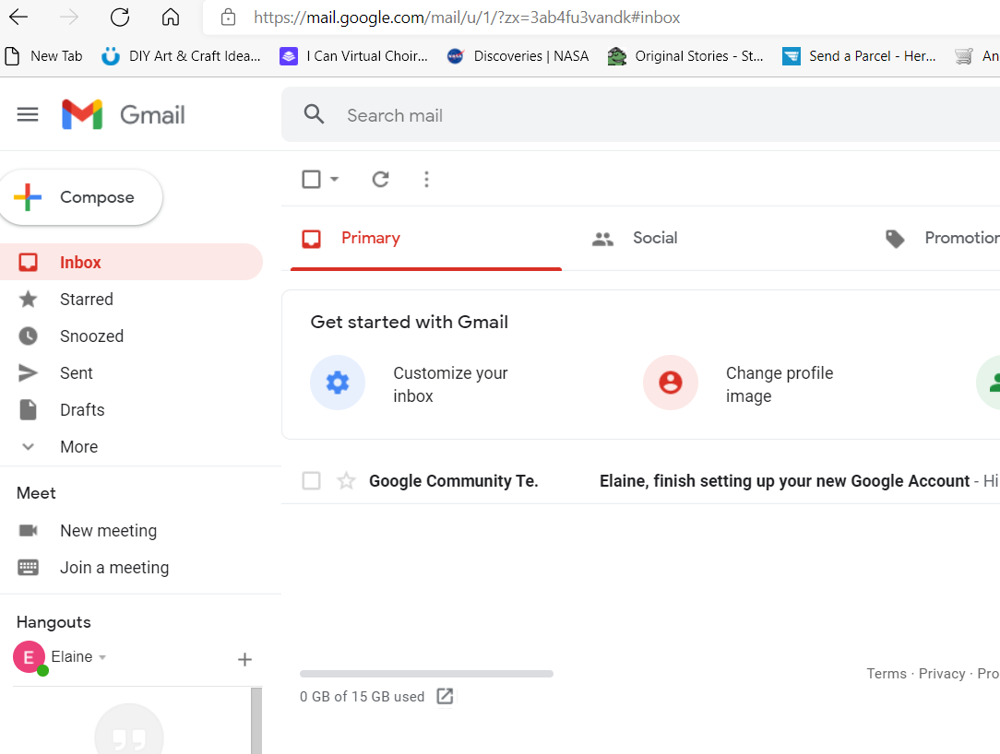 https://mail.google.com/mail/u/1/?zx=3ab4fu3vandk#inbox
New Tab DIY Art & Craft Idea... I Can Virtual Choir... Discoveries | NASA Original Stories - St... Send a Parcel - Her... An
Gmail
Search mail
Compose
Primary Social Promotion
Inbox
Starred
Snoozed
Sent
Drafts
More
Get started with Gmail
Customize your
inbox
Change profile
image
Google Community Te. Elaine, finish setting up your new Google Account - Hi
Meet
New meeting
Join a meeting
Hangouts
E Elaine
0 GB of 15 GB used
Terms · Privacy · Pro